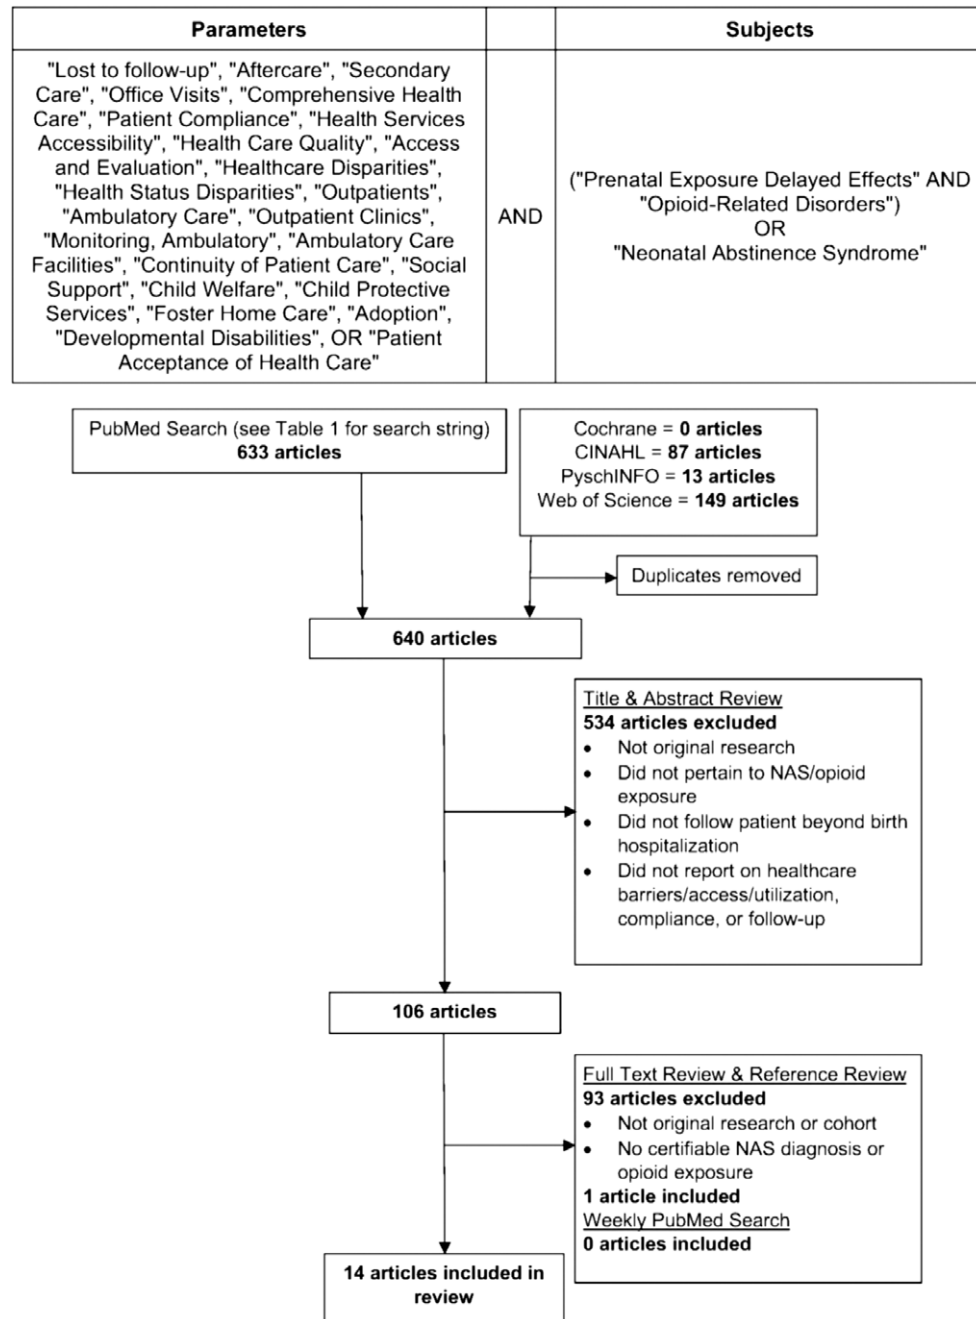 Parameters
Subjects
"Lost to follow-up", "Aftercare", "Secondary
Care", "Office Visits", "Comprehensive Health
Care", "Patient Compliance", "Health Services
Accessibility", "Health Care Quality", "Access
and Evaluation", "Healthcare Disparities",
"Health Status Disparities", "Outpatients",
"Ambulatory Care", "Outpatient Clinics",
"Monitoring, Ambulatory", "Ambulatory Care
Facilities", "Continuity of Patient Care", "Social
Support", "Child Welfare", "Child Protective
Services", "Foster Home Care", "Adoption",
"Developmental Disabilities", OR "Patient
Acceptance of Health Care"
AND
("Prenatal Exposure Delayed Effects" AND
"Opioid-Related Disorders")
OR
"Neonatal Abstinence Syndrome"
PubMed Search (see Table 1 for search string)
633 articles
Cochrane = 0 articles
CINAHL = 87 articles
PyschINFO = 13 articles
Web of Science = 149 articles
Duplicates removed
640 articles
Title & Abstract Review
534 articles excluded
• Not original research
• Did not pertain to NAS/opioid
exposure
• Did not follow patient beyond birth
hospitalization
• Did not report on healthcare
barriers/access/utilization,
compliance, or follow-up
106 articles
Full Text Review & Reference Review
93 articles excluded
• Not original research or cohort
• No certifiable NAS diagnosis or
opioid exposure
1 article included
Weekly PubMed Search
0 articles included
14 articles included in
review